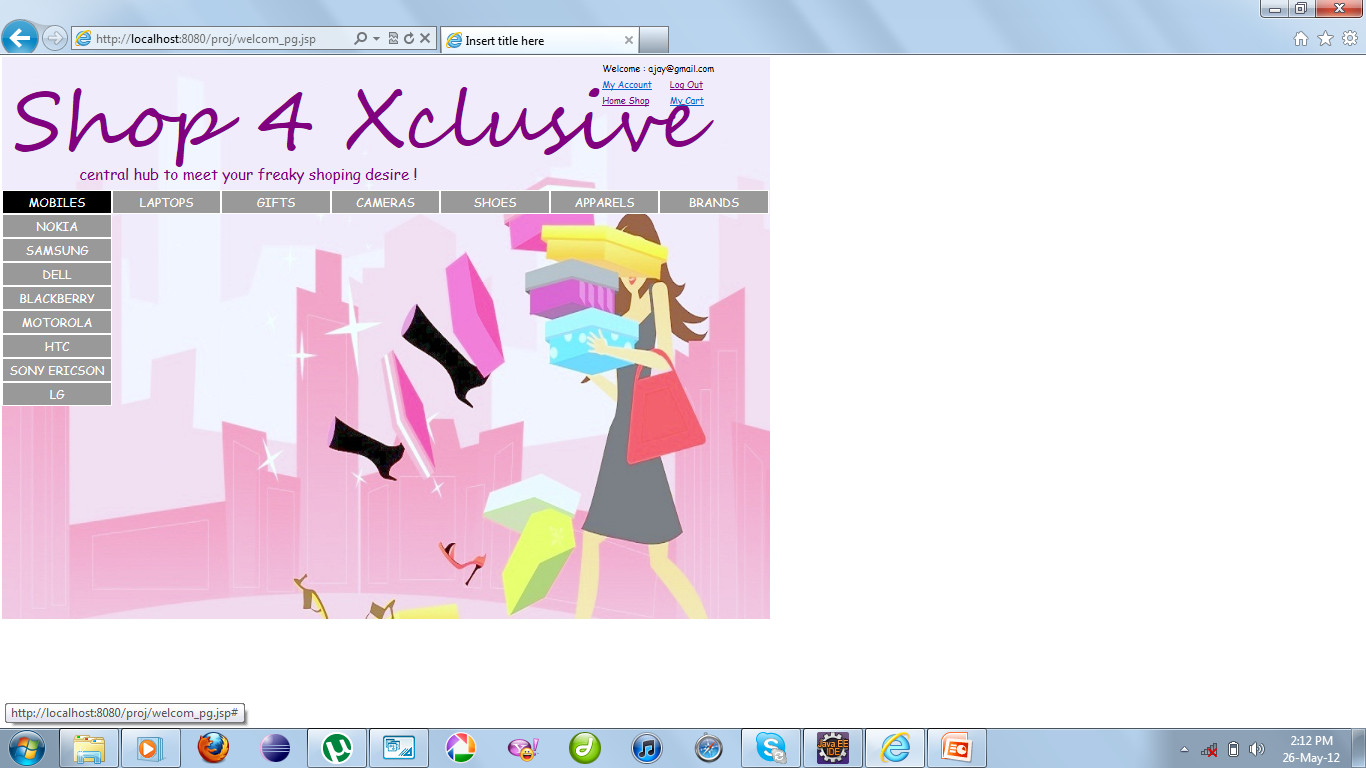 http://localhost:8080/proj/welcom_pg.jsp
Insert title here
Welcome : ajay@gmail.com
My Account Log Out
Home Shop My Cart
Shop 4 Xclusive
central hub to meet your freaky shoping desire !
MOBILES LAPTOPS GIFTS CAMERAS SHOES APPARELS BRANDS
NOKIA
SAMSUNG
DELL
BLACKBERRY
MOTOROLA
HTC
SONY ERICSON
LG
http://localhost:8080/proj/welcom_pg.jsp#
Java EE
IDE
2:12 PM
26-May-12